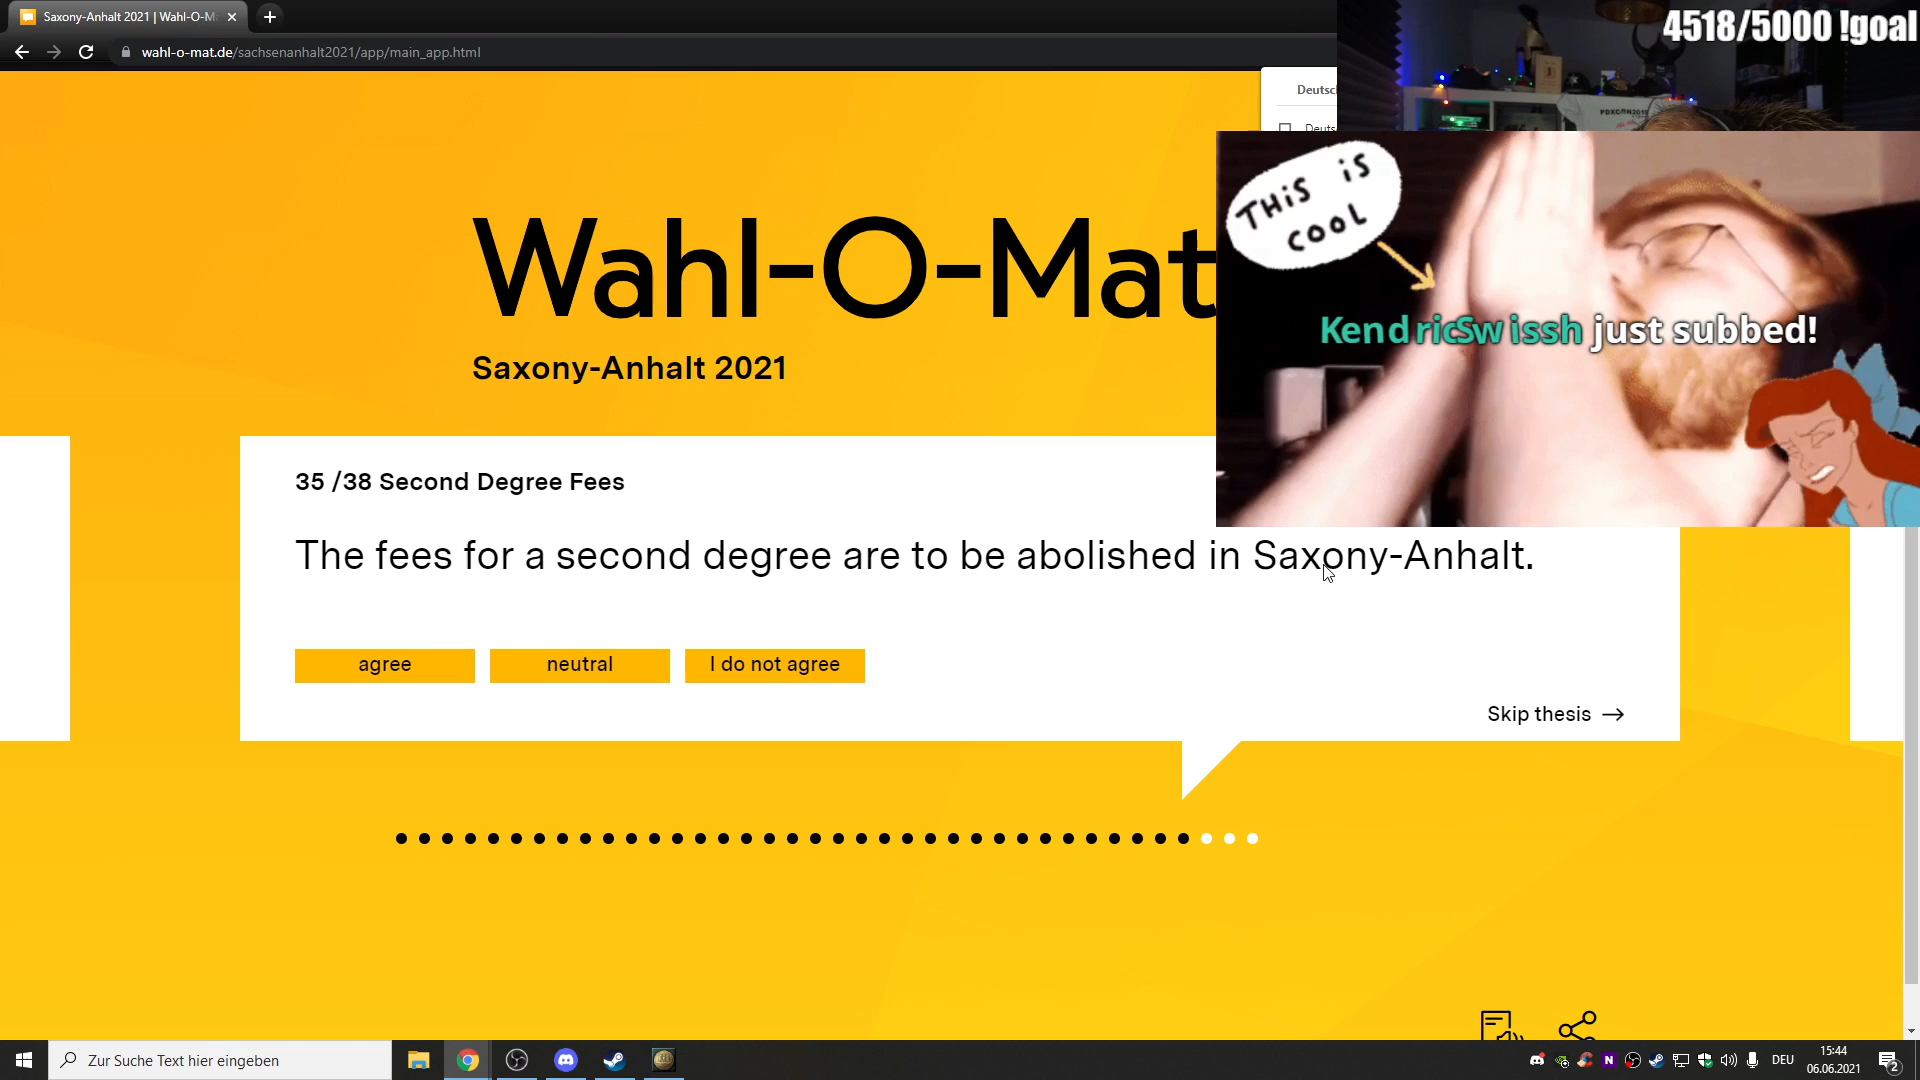 Saxony-Anhalt 2021 | Wahl-O-M
4518/5000 !goal
wahl-o-mat.de/sachsenanhalt2021/app/main_app.html
PDXCON2019
THIS IS
COOL
Wahl-O-Mat
KendricSwissh just subbed!
Saxony-Anhalt 2021
35 /38 Second Degree Fees
The fees for a second degree are to be abolished in Saxony-Anhalt.
agree
neutral
I do not agree
Skip thesis →
Zur Suche Text hier eingeben
DEU
15:44
06.06.2021
2